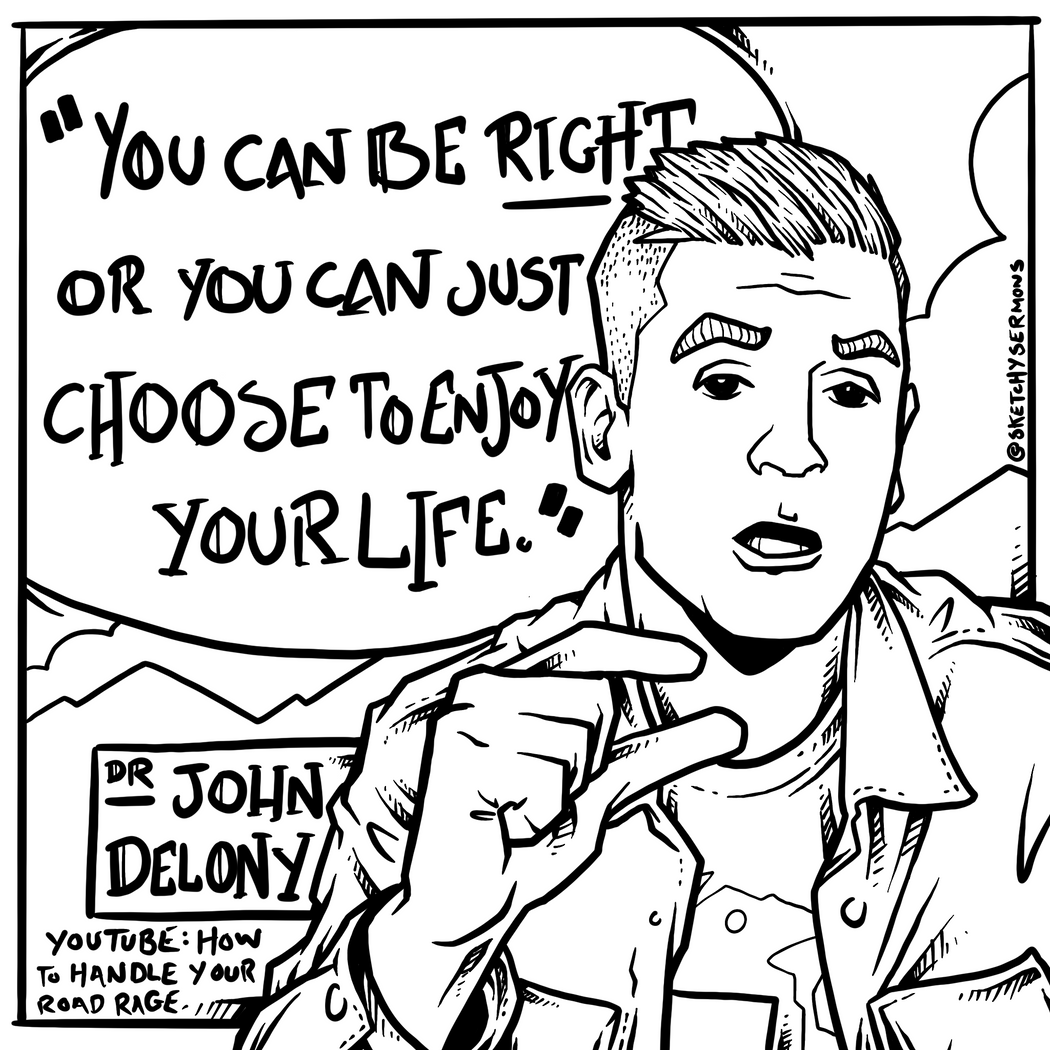 "YOU CAN BE RIGHT
OR YOU CAN JUST
CHOOSE TO ENJOY
YOUR LIFE."
@SKETCHYSERMONS
DR JOHN
DELONY
YOUTUBE: HOW
TO HANDLE YOUR
ROAD RAGE.